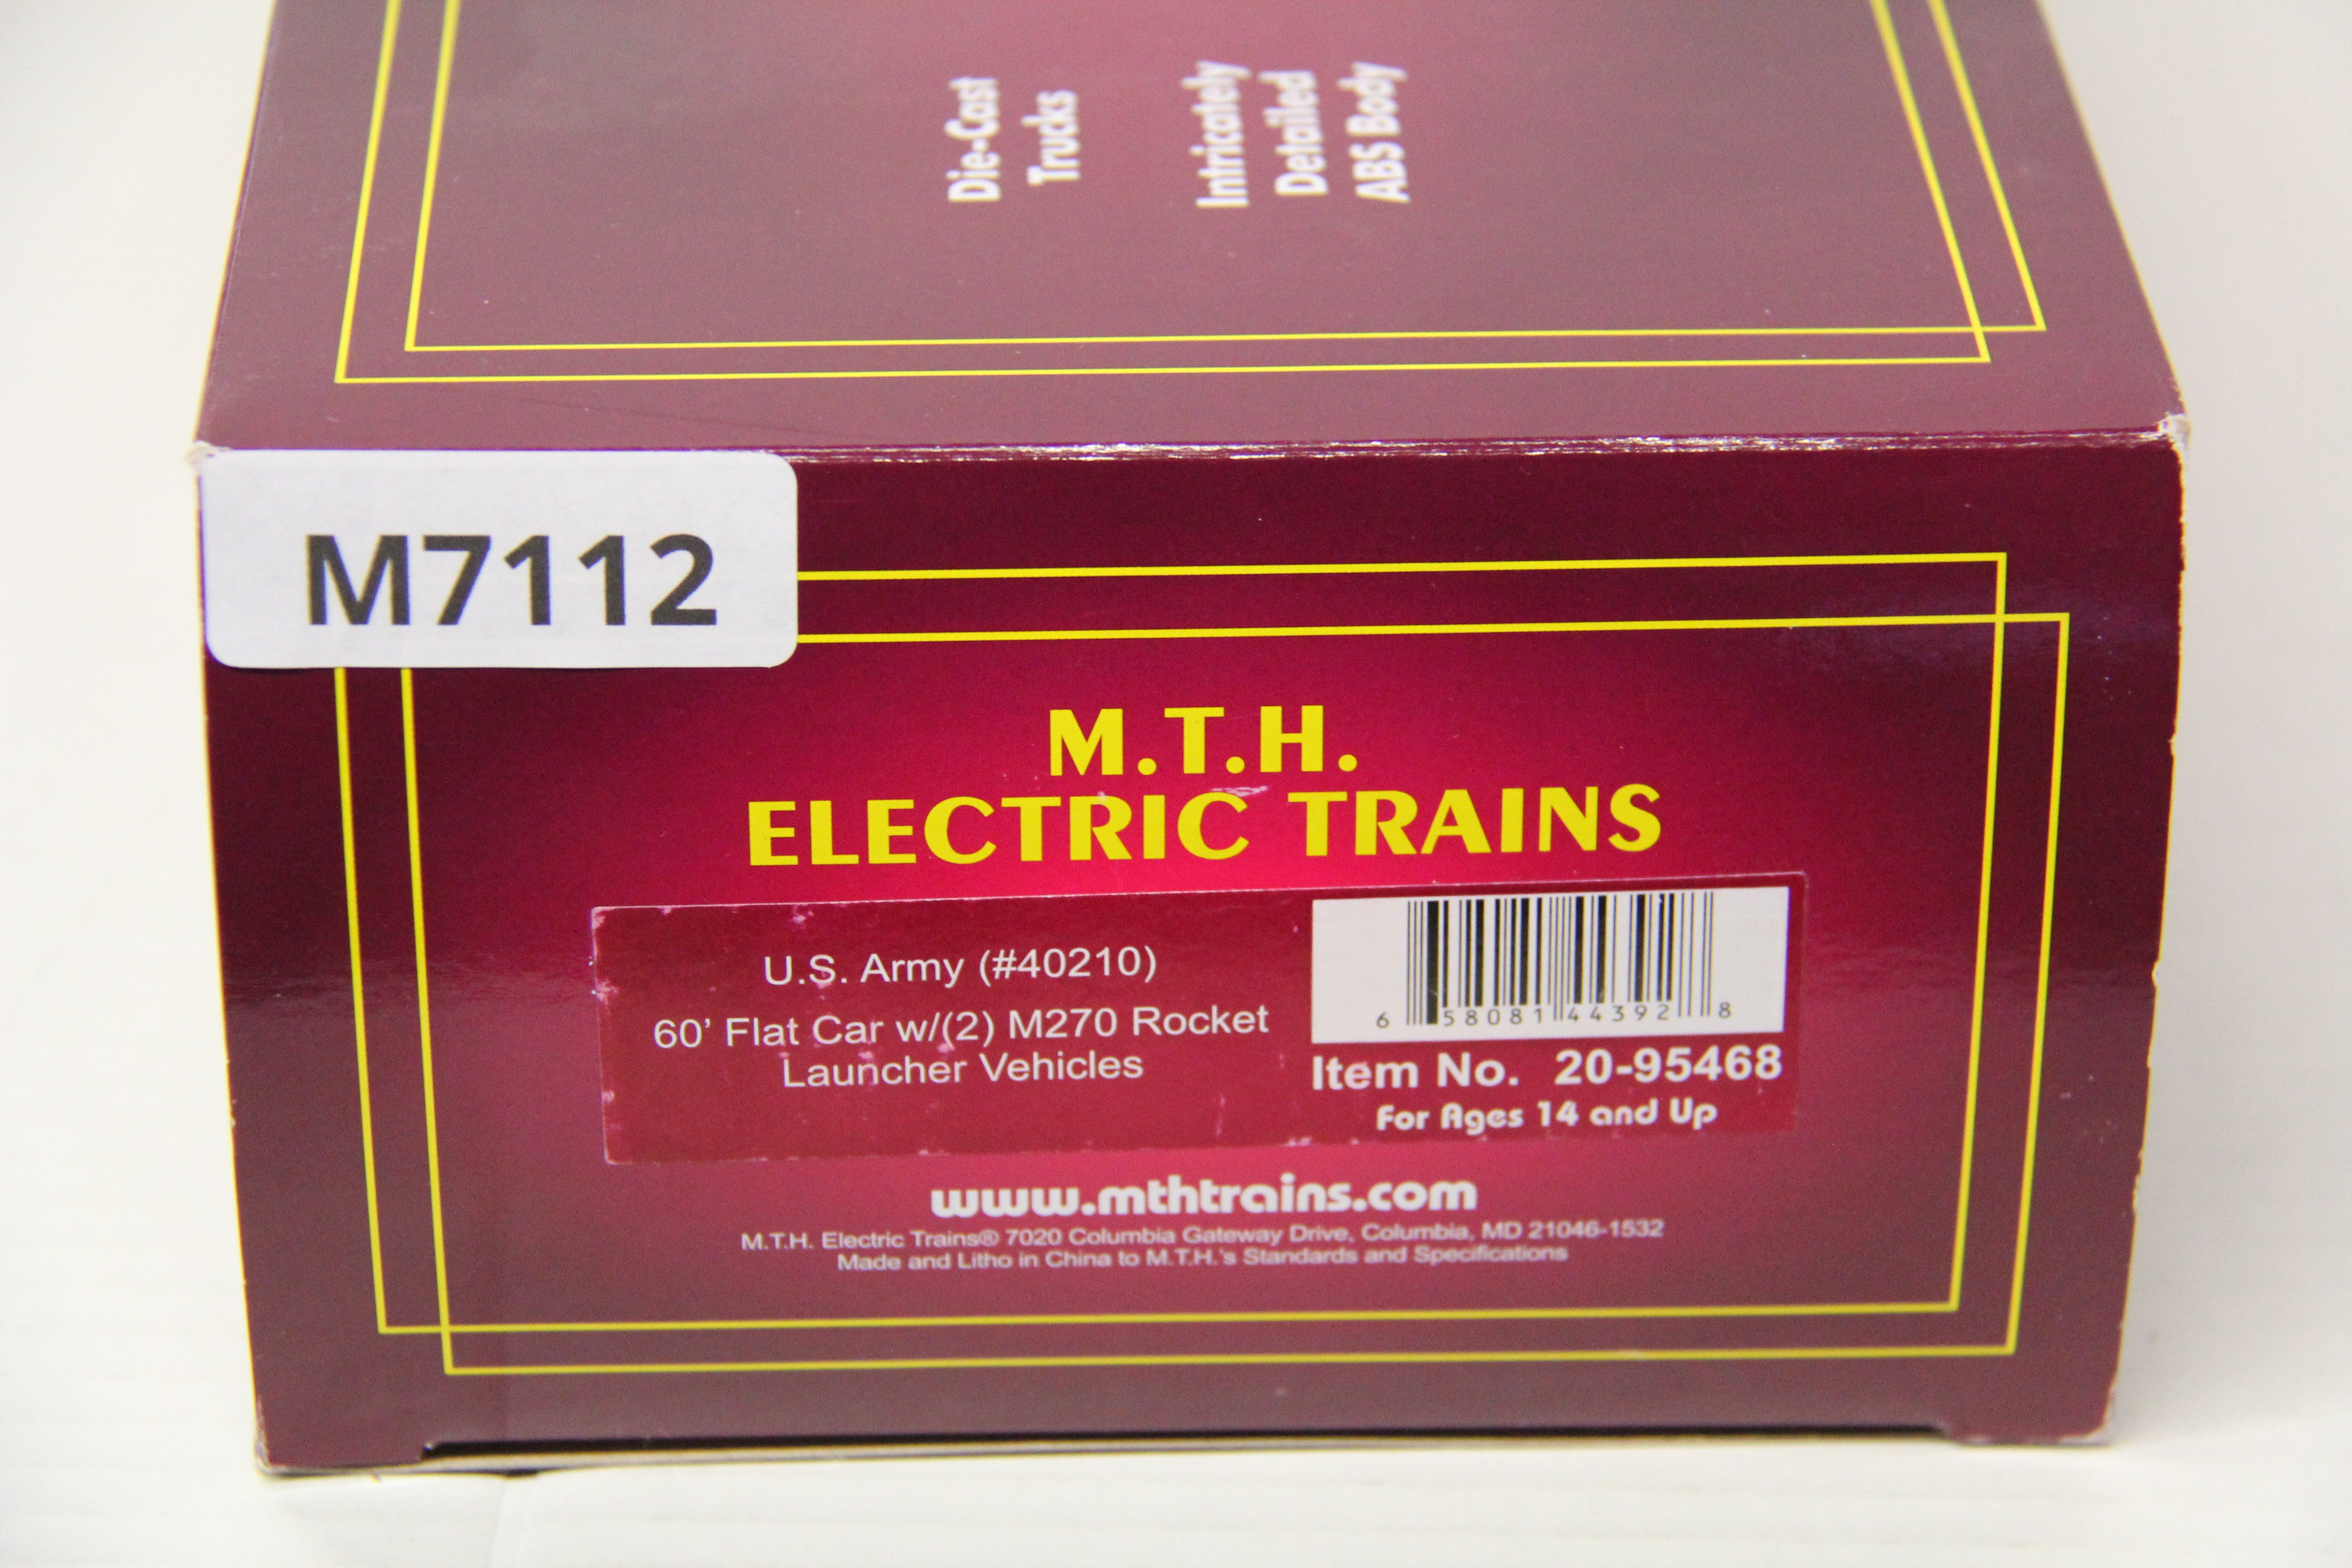 Die-Cast
Trucks
Intricately
Detailed
ABS Body
M7112
M.T.H.
ELECTRIC TRAINS
U.S. Army (#40210)
60' Flat Car w/(2) M270 Rocket
Launcher Vehicles
6 58081 44392 8
Item No. 20-95468
For Ages 14 and Up
www.mthtrains.com
M.T.H. Electric Trains® 7020 Columbia Gateway Drive, Columbia, MD 21046-1532
Made and Litho in China to M.T.H.'s Standards and Specifications